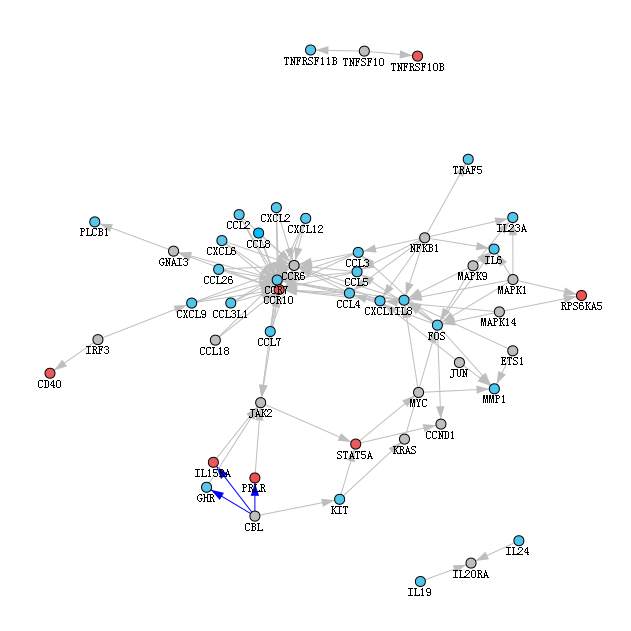 TNFRSF11B
TNFSF10
TNFRSF10B
TRAF5
PLCB1
CCL2
CXCL2
CXCL12
IL23A
CXCL6
CCL8
NFKB1
GNAI3
CCL3
IL6
CCL26
CCR6
CCL5
MAPK9
MAPK1
CCR7
CCR10
CCL4
CXCL1
IL8
RPS6KA5
CXCL9
CCL3L1
MAPK14
FOS
IRF3
CCL18
CCL7
ETS1
JUN
CD40
MMP1
JAK2
MYC
CCND1
STAT5A
KRAS
IL15RA
PRLR
GHR
KIT
CBL
IL24
IL20RA
IL19